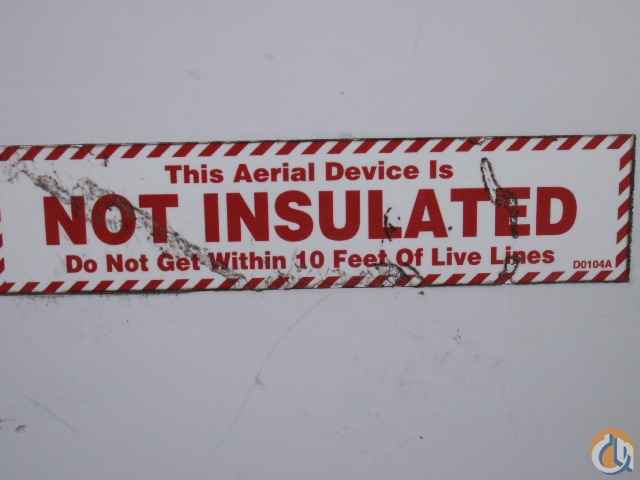 This Aerial Device Is
NOT INSULATED
Do Not Get Within 10 Feet Of Live Lines
D0104A